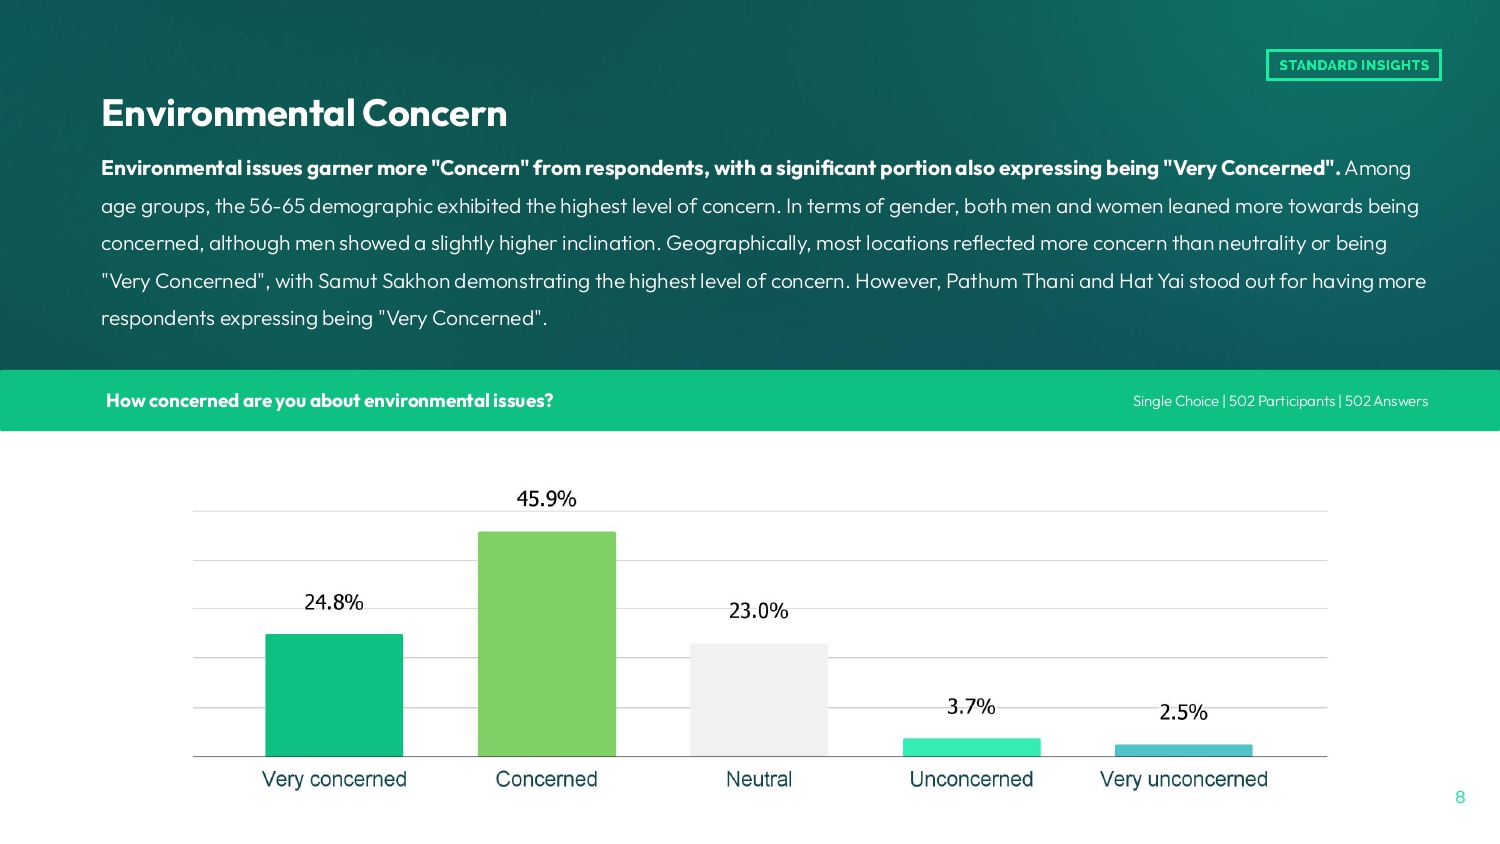 STANDARD INSIGHTS
Environmental Concern
Environmental issues garner more "Concern" from respondents, with a significant portion also expressing being "Very Concerned". Among
age groups, the 56-65 demographic exhibited the highest level of concern. In terms of gender, both men and women leaned more towards being
concerned, although men showed a slightly higher inclination. Geographically, most locations reflected more concern than neutrality or being
"Very Concerned", with Samut Sakhon demonstrating the highest level of concern. However, Pathum Thani and Hat Yai stood out for having more
respondents expressing being "Very Concerned".
How concerned are you about environmental issues?
Single Choice | 502 Participants | 502 Answers
45.9%
24.8%
23.0%
3.7%
2.5%
Very concerned
Concerned
Neutral
Unconcerned
Very unconcerned
8